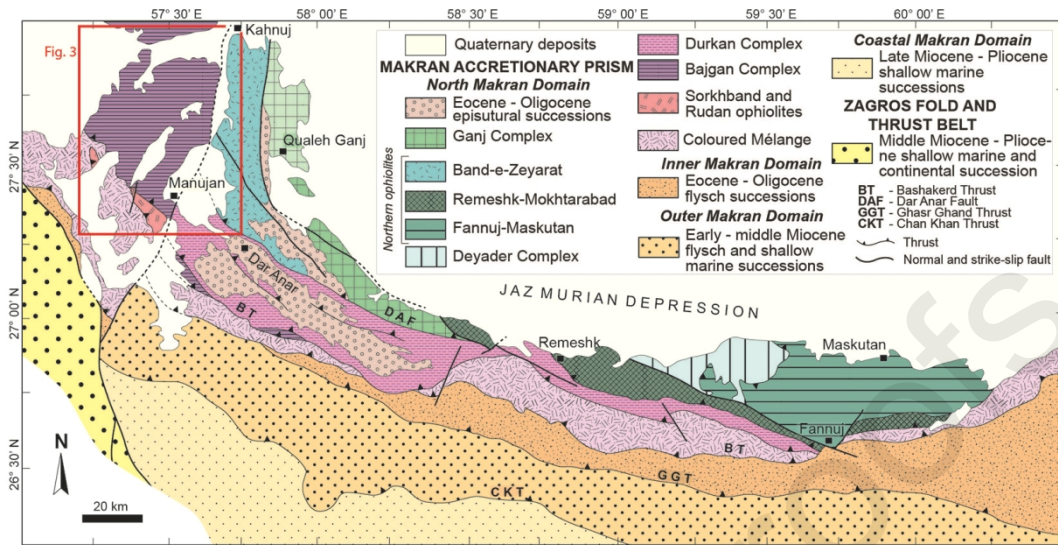 57° 30' E
58° 00' E
58° 30' E
59° 00' E
59° 30' E
60° 00' E
27° 30' N
27° 00' N
26° 30' N
Fig. 3
Kahnuj
Qualeh Ganj
Manujan
Dar Anar
Remeshk
Maskutan
Fannuj
JAZ MURIAN DEPRESSION
DAF
BT
BT
GGT
CKT
N
20 km
Quaternary deposits
MAKRAN ACCRETIONARY PRISM
North Makran Domain
Eocene - Oligocene
episutural successions
Ganj Complex
Northern ophiolites
Band-e-Zeyarat
Remeshk-Mokhtarabad
Fannuj-Maskutan
Deyader Complex
Durkan Complex
Bajgan Complex
Sorkhband and
Rudan ophiolites
Coloured Mélange
Inner Makran Domain
Eocene - Oligocene
flysch successions
Outer Makran Domain
Early - middle Miocene
flysch and shallow
marine successions
Coastal Makran Domain
Late Miocene - Pliocene
shallow marine
successions
ZAGROS FOLD AND
THRUST BELT
Middle Miocene - Plioce-
ne shallow marine and
continental succession
BT - Bashakerd Thrust
DAF - Dar Anar Fault
GGT - Ghasr Ghand Thrust
CKT - Chan Khan Thrust
Thrust
Normal and strike-slip fault
oofs